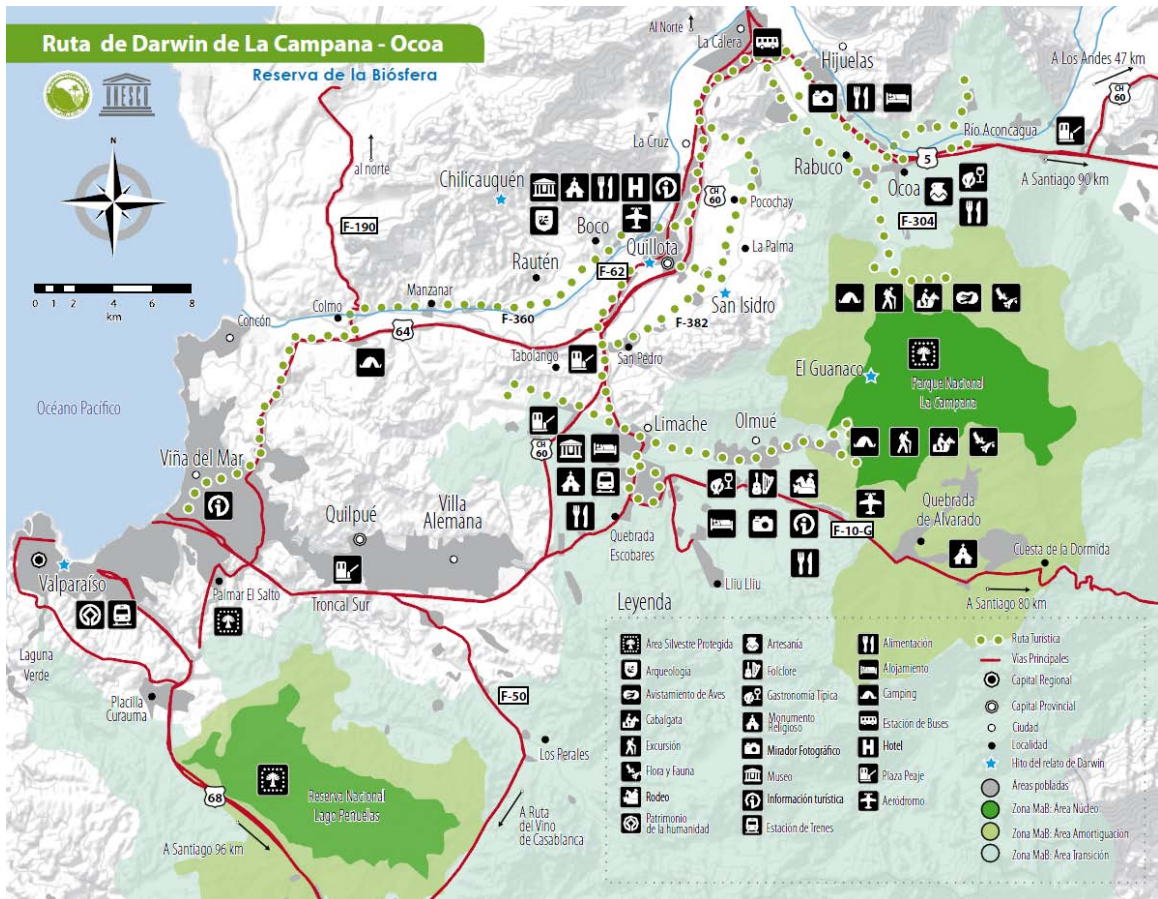 Ruta de Darwin de La Campana - Ocoa
Reserva de la Biósfera
UNESCO
N
0 1 2 4 6 8
km
Al Norte
La Calera
Hijuelas
A Los Andes 47 km
CH
60
La Cruz
Río Aconcagua
5
A Santiago 90 km
Rabuco
Ocoa
F-304
al norte
Chilicauquén
H
CH
60
Pocochay
F-190
Boco
Quillota
La Palma
Rautén
F-62
San Isidro
Manzanar
Colmo
F-360
F-382
Concón
64
Tabolango
San Pedro
El Guanaco
Parque Nacional
La Campana
Océano Pacífico
Limache
Olmué
CH
60
Viña del Mar
Quilpué
Villa
Alemana
Quebrada
Escobares
F-10-G
Quebrada
de Alvarado
Cuesta de la Dormida
Valparaíso
Palmar El Salto
Troncal Sur
Lliu Lliu
A Santiago 80 km
Laguna
Verde
Placilla
Curauma
F-50
Los Perales
68
Reserva Nacional
Lago Peñuelas
A Santiago 96 km
A Ruta
del Vino
de Casablanca
Leyenda
Área Silvestre Protegida
Arqueología
Avistamiento de Aves
Cabalgata
Excursión
Flora y Fauna
Rodeo
Patrimonio
de la humanidad
Artesanía
Folclore
Gastronomía Típica
Monumento
Religioso
Mirador Fotográfico
Museo
Información turística
Estación de Trenes
Alimentación
Alojamiento
Camping
Estación de Buses
H Hotel
Plaza Peaje
Aeródromo
Ruta Turística
Vías Principales
Capital Regional
Capital Provincial
Ciudad
Localidad
Hito del relato de Darwin
Áreas pobladas
Zona MaB: Área Núcleo
Zona MaB: Área Amortiguación
Zona MaB: Área Transición